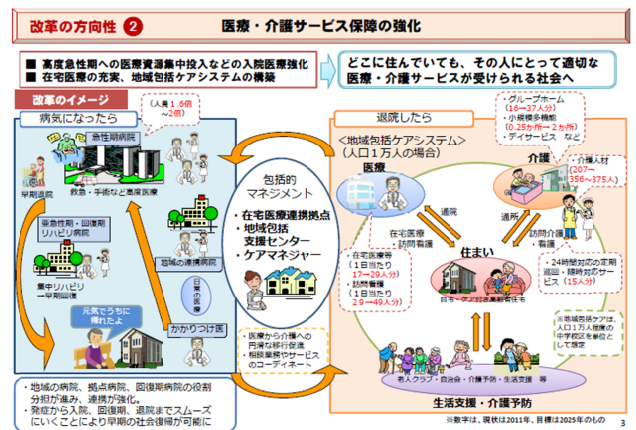 改革の方向性 2
医療・介護サービス保障の強化
■ 高度急性期への医療資源集中投入などの入院医療強化
■ 在宅医療の充実、地域包括ケアシステムの構築
どこに住んでいても、その人にとって適切な
医療・介護サービスが受けられる社会へ
改革のイメージ
病気になったら
(人員1.6倍
~2倍)
急性期病院
早期退院
救急・手術など高度医療
亜急性期・回復期
リハビリ病院
地域の連携病院
集中リハビリ
→早期回復
日常の医療
元気でうちに
帰れたよ
かかりつけ医
・地域の病院、拠点病院、回復期病院の役割
分担が進み、連携が強化。
・発症から入院、回復期、退院までスムーズ
にいくことにより早期の社会復帰が可能に
包括的
マネジメント
・在宅医療連携拠点
・地域包括
支援センター
・ケアマネジャー
・医療から介護への
円滑な移行促進
・相談業務やサービス
のコーディネート
退院したら
<地域包括ケアシステム>
(人口1万人の場合)
・グループホーム
(16→37人分)
・小規模多機能
(0.25か所→2か所)
・デイサービス など
医療
介護
・介護人材
(207→
356~375人)
通院
通所
在宅医療
・訪問看護
訪問介護
・看護
・在宅医療等
(1日当たり
17→29人分)
・訪問看護
(1日当たり
29→49人分)
住まい
自宅・ケア付き高齢者住宅
・24時間対応の定期
巡回・随時対応サー
ビス(15人分)
※地域包括ケアは、
人口1万人程度の
中学校区を単位と
して想定
老人クラブ・自治会・介護予防・生活支援 等
生活支援・介護予防
※数字は、現状は2011年、目標は2025年のもの
3